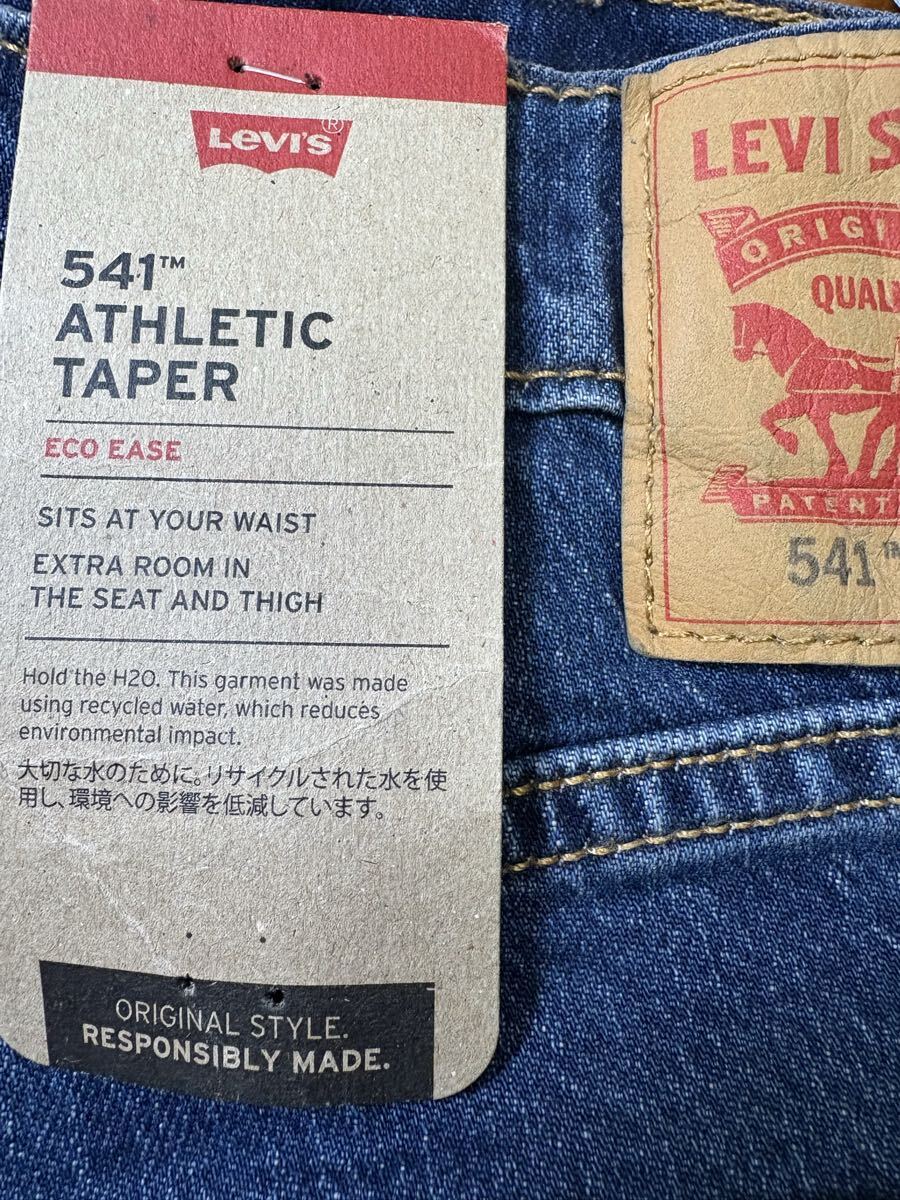 LEVI'S®
541™
ATHLETIC
TAPER
ECO EASE
SITS AT YOUR WAIST
EXTRA ROOM IN
THE SEAT AND THIGH
Hold the H2O. This garment was made
using recycled water, which reduces
environmental impact.
大切な水のために。リサイクルされた水を使
用し、環境への影響を低減しています。
ORIGINAL STYLE.
RESPONSIBLY MADE.
LEVI S
ORIGI
QUAL
PATENT
541™